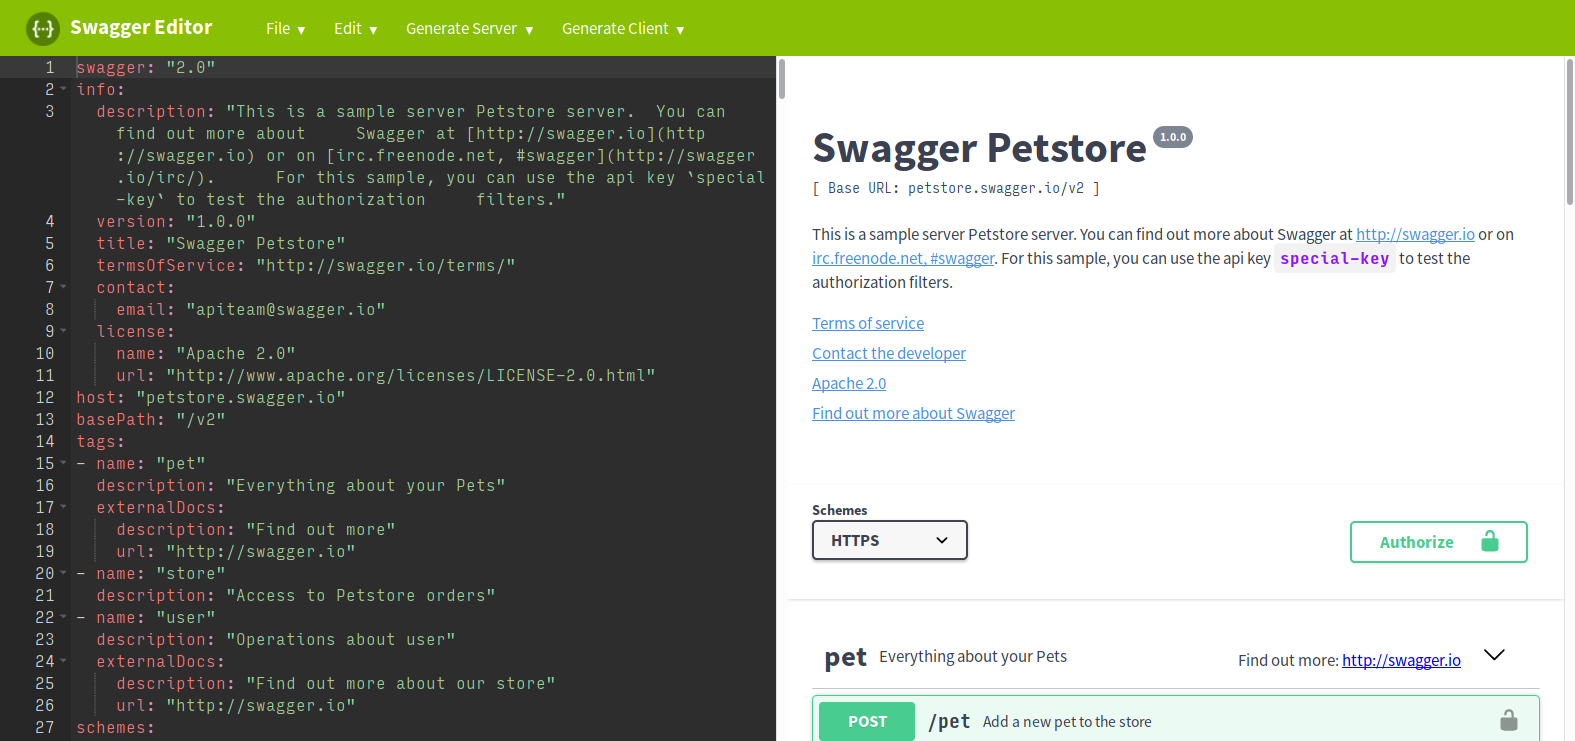 {...} Swagger Editor File ▼ Edit ▼ Generate Server ▼ Generate Client ▼
1 swagger: "2.0"
2 info:
3 description: "This is a sample server Petstore server.  You can
find out more about     Swagger at [http://swagger.io](http
://swagger.io) or on [irc.freenode.net, #swagger](http://swagger
.io/irc/).      For this sample, you can use the api key `special
-key` to test the authorization     filters."
4 version: "1.0.0"
5 title: "Swagger Petstore"
6 termsOfService: "http://swagger.io/terms/"
7 contact:
8 email: "apiteam@swagger.io"
9 license:
10 name: "Apache 2.0"
11 url: "http://www.apache.org/licenses/LICENSE-2.0.html"
12 host: "petstore.swagger.io"
13 basePath: "/v2"
14 tags:
15 - name: "pet"
16 description: "Everything about your Pets"
17 externalDocs:
18 description: "Find out more"
19 url: "http://swagger.io"
20 - name: "store"
21 description: "Access to Petstore orders"
22 - name: "user"
23 description: "Operations about user"
24 externalDocs:
25 description: "Find out more about our store"
26 url: "http://swagger.io"
27 schemes:
Swagger Petstore 1.0.0
[ Base URL: petstore.swagger.io/v2 ]
This is a sample server Petstore server. You can find out more about Swagger at http://swagger.io or on
irc.freenode.net, #swagger. For this sample, you can use the api key special-key to test the
authorization filters.
Terms of service
Contact the developer
Apache 2.0
Find out more about Swagger
Schemes
HTTPS
Authorize
pet Everything about your Pets Find out more: http://swagger.io
POST /pet Add a new pet to the store